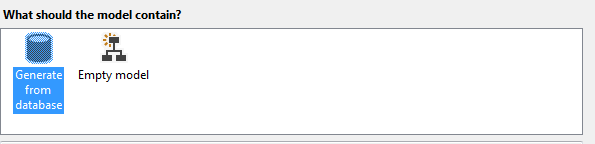 What should the model contain?
Generate
from
database
Empty model